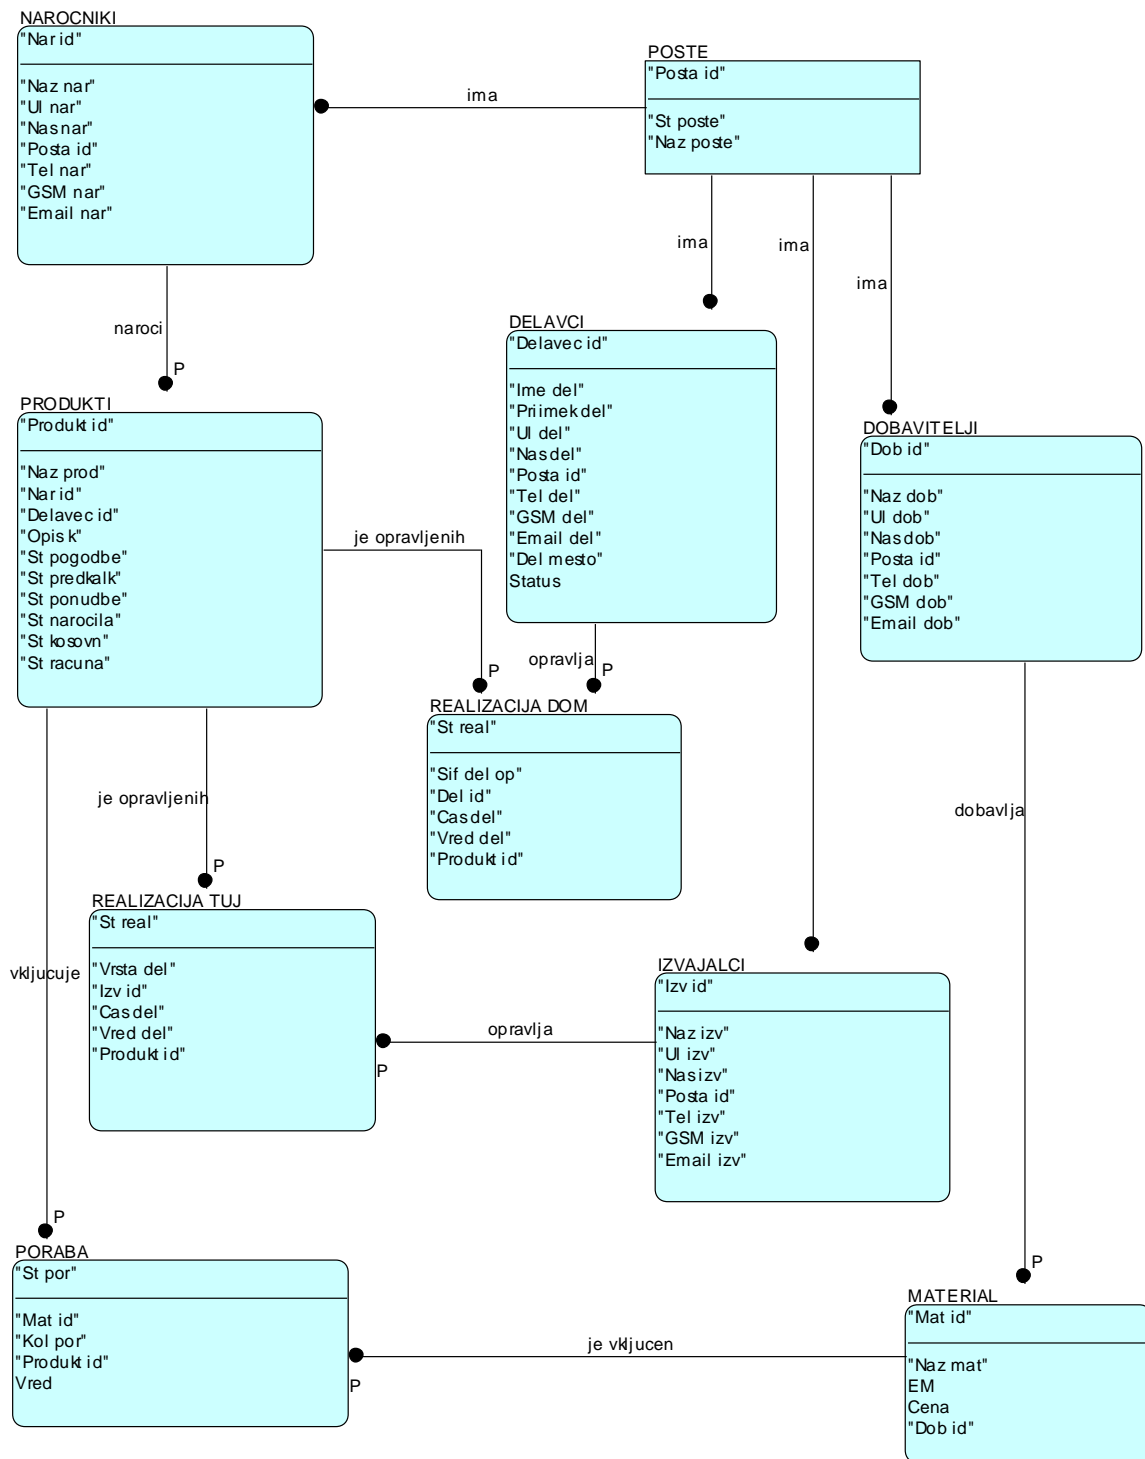 NAROCNIKI
"Nar id"
"Naz nar"
"Ul nar"
"Nas nar"
"Posta id"
"Tel nar"
"GSM nar"
"Email nar"
ima
POSTE
"Posta id"
"St poste"
"Naz poste"
ima
ima
ima
naroci
P
DELAVCI
"Delavec id"
"Ime del"
"Priimek del"
"Ul del"
"Nas del"
"Posta id"
"Tel del"
"GSM del"
"Email del"
"Del mesto"
Status
PRODUKTI
"Produkt id"
"Naz prod"
"Nar id"
"Delavec id"
"Opis k"
"St pogodbe"
"St predkalk"
"St ponudbe"
"St narocila"
"St kosovn"
"St racuna"
DOBAVITELJI
"Dob id"
"Naz dob"
"Ul dob"
"Nas dob"
"Posta id"
"Tel dob"
"GSM dob"
"Email dob"
je opravljenih
P
opravlja
P
REALIZACIJA DOM
"St real"
"Sif del op"
"Del id"
"Cas del"
"Vred del"
"Produkt id"
je opravljenih
P
dobavlja
P
REALIZACIJA TUJ
"St real"
"Vrsta del"
"Izv id"
"Cas del"
"Vred del"
"Produkt id"
vkljucuje
P
opravlja
P
IZVAJALCI
"Izv id"
"Naz izv"
"Ul izv"
"Nas izv"
"Posta id"
"Tel izv"
"GSM izv"
"Email izv"
PORABA
"St por"
"Mat id"
"Kol por"
"Produkt id"
Vred
je vkljucen
P
MATERIAL
"Mat id"
"Naz mat"
EM
Cena
"Dob id"